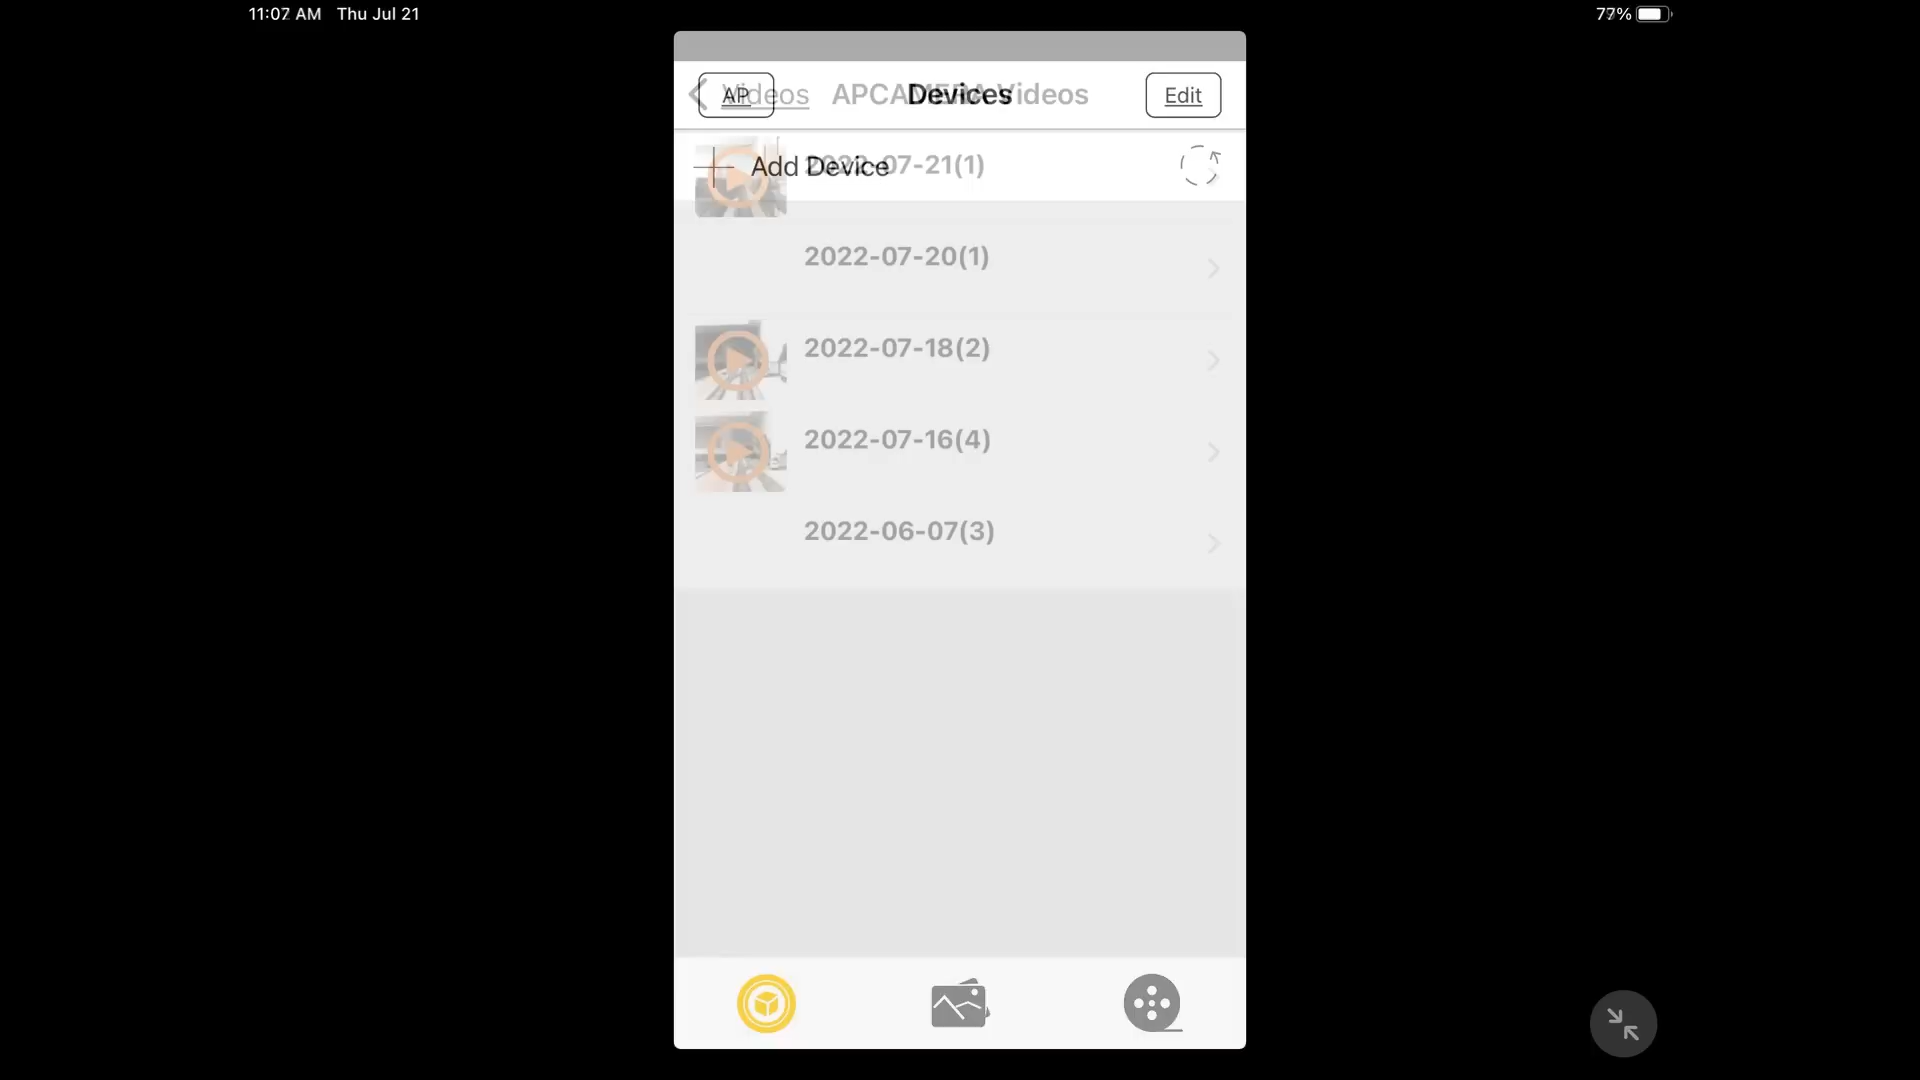 11:07 AM Thu Jul 21
77%
AP
Videos
APCAMERA Videos
Devices
Edit
Add Device
2022-07-21(1)
2022-07-20(1)
2022-07-18(2)
2022-07-16(4)
2022-06-07(3)